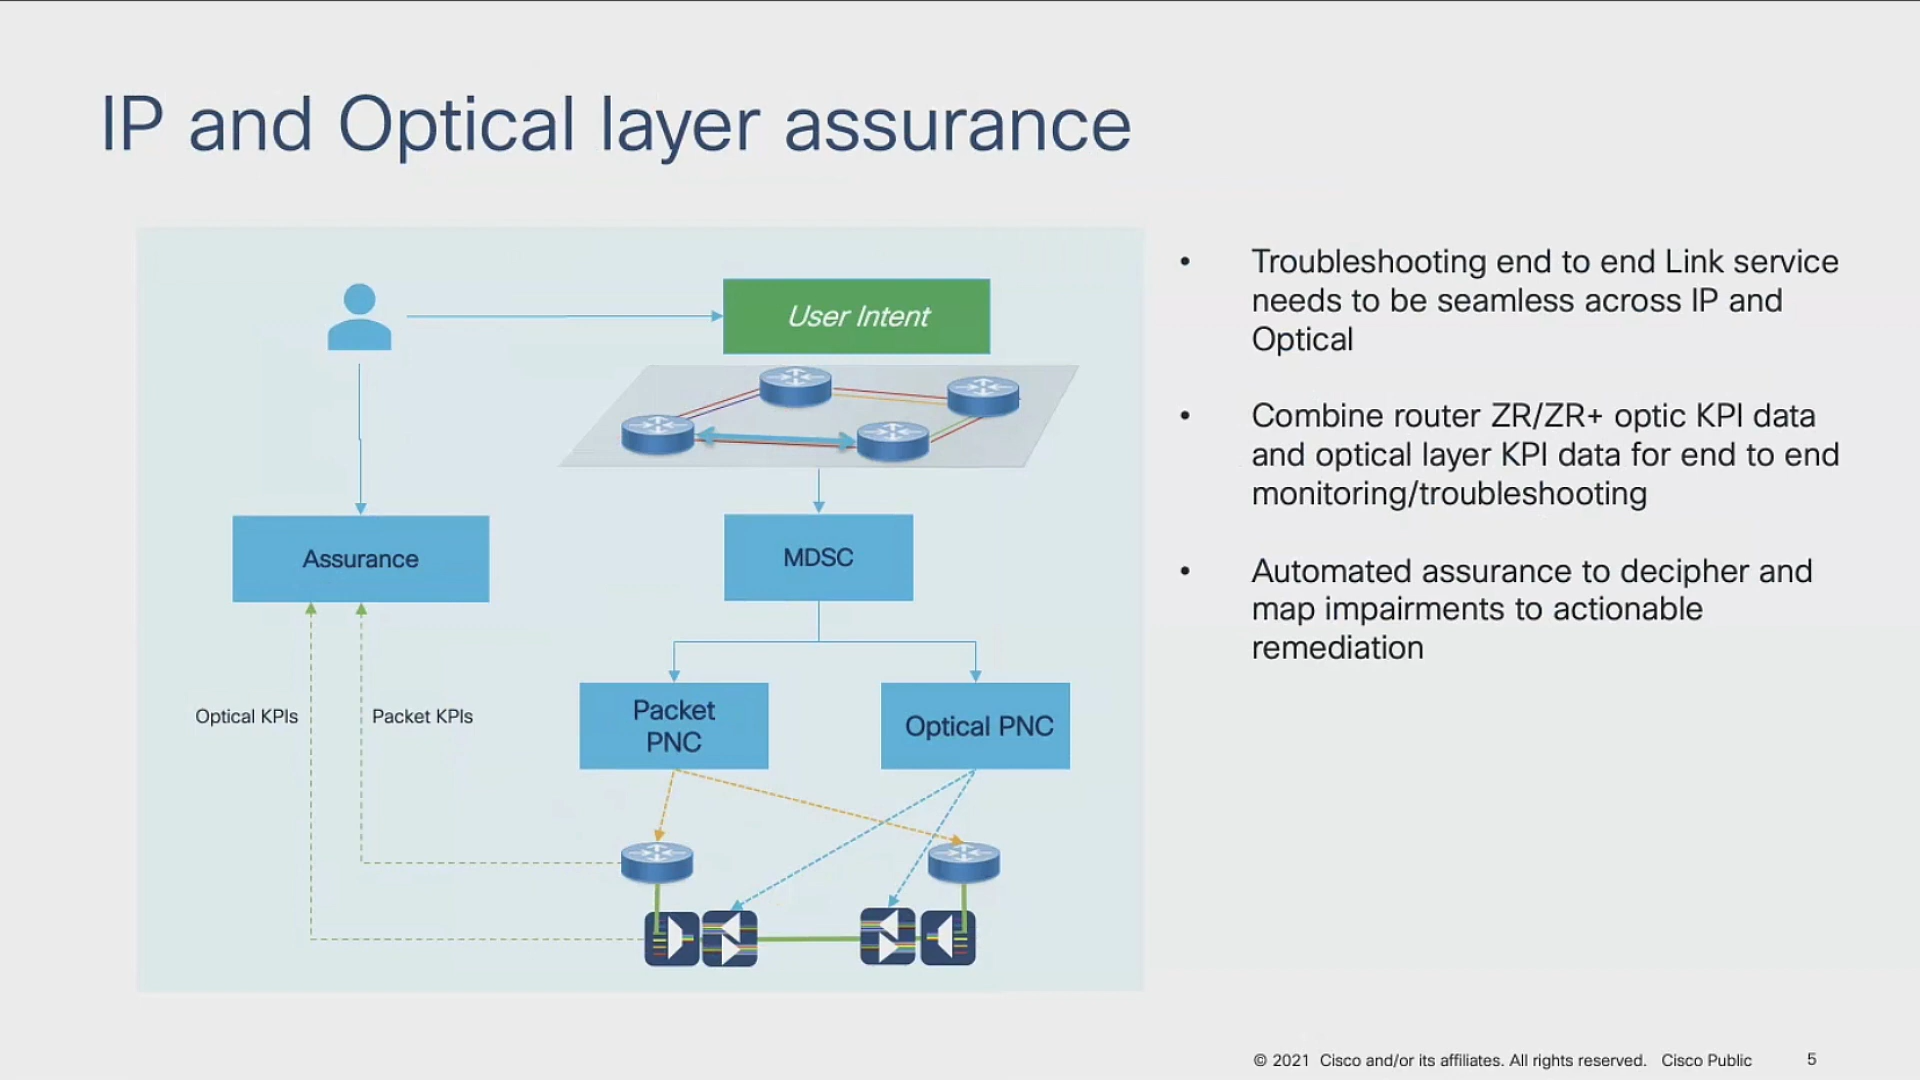 IP and Optical layer assurance
User Intent
Assurance
MDSC
Optical KPIs
Packet KPIs
Packet
PNC
Optical PNC
• Troubleshooting end to end Link service
needs to be seamless across IP and
Optical
• Combine router ZR/ZR+ optic KPI data
and optical layer KPI data for end to end
monitoring/troubleshooting
• Automated assurance to decipher and
map impairments to actionable
remediation
© 2021 Cisco and/or its affiliates. All rights reserved. Cisco Public 5